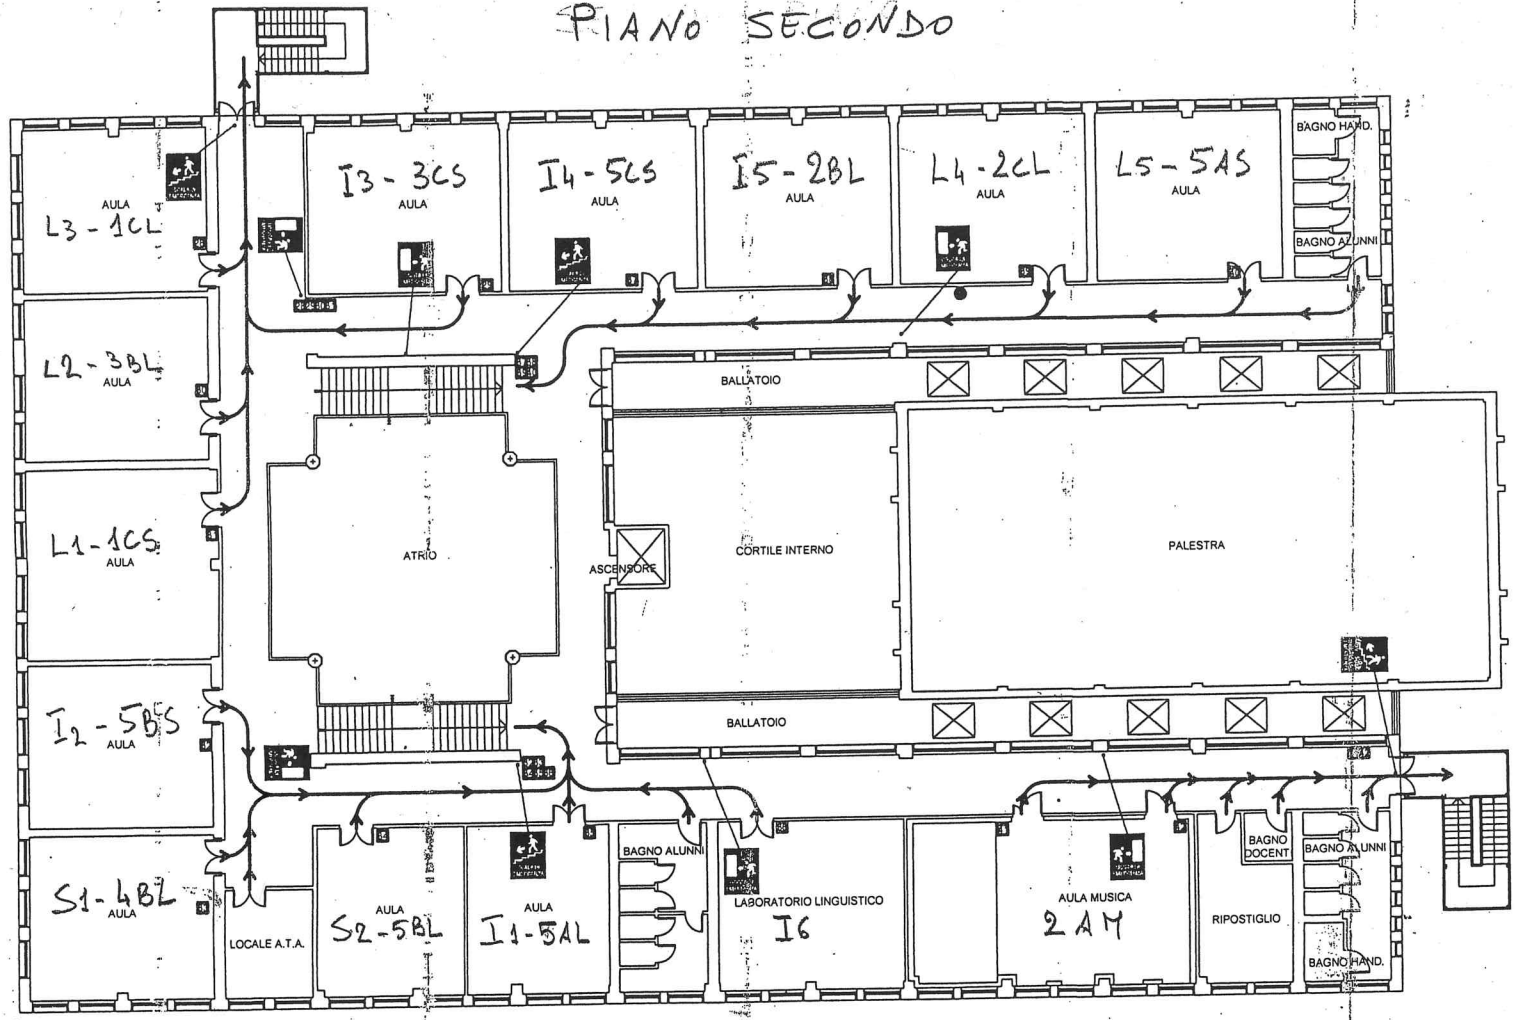 PIANO SECONDO
BAGNO HAND.
I3 - 3CS
AULA
I4 - 5CS
AULA
I5 - 2BL
AULA
L4 - 2CL
AULA
L5 - 5AS
AULA
AULA
L3 - 1CL
BAGNO ALUNNI
L2 - 3BL
AULA
BALLATOIO
L1 - 1CS
AULA
ATRIO
ASCENSORE
CORTILE INTERNO
PALESTRA
I2 - 5BS
AULA
BALLATOIO
S1 - 4BL
AULA
LOCALE A.T.A.
AULA
S2 - 5BL
AULA
I1 - 5AL
BAGNO ALUNNI
LABORATORIO LINGUISTICO
I6
AULA MUSICA
2 AM
BAGNO
DOCENT
RIPOSTIGLIO
BAGNO ALUNNI
BAGNO HAND.